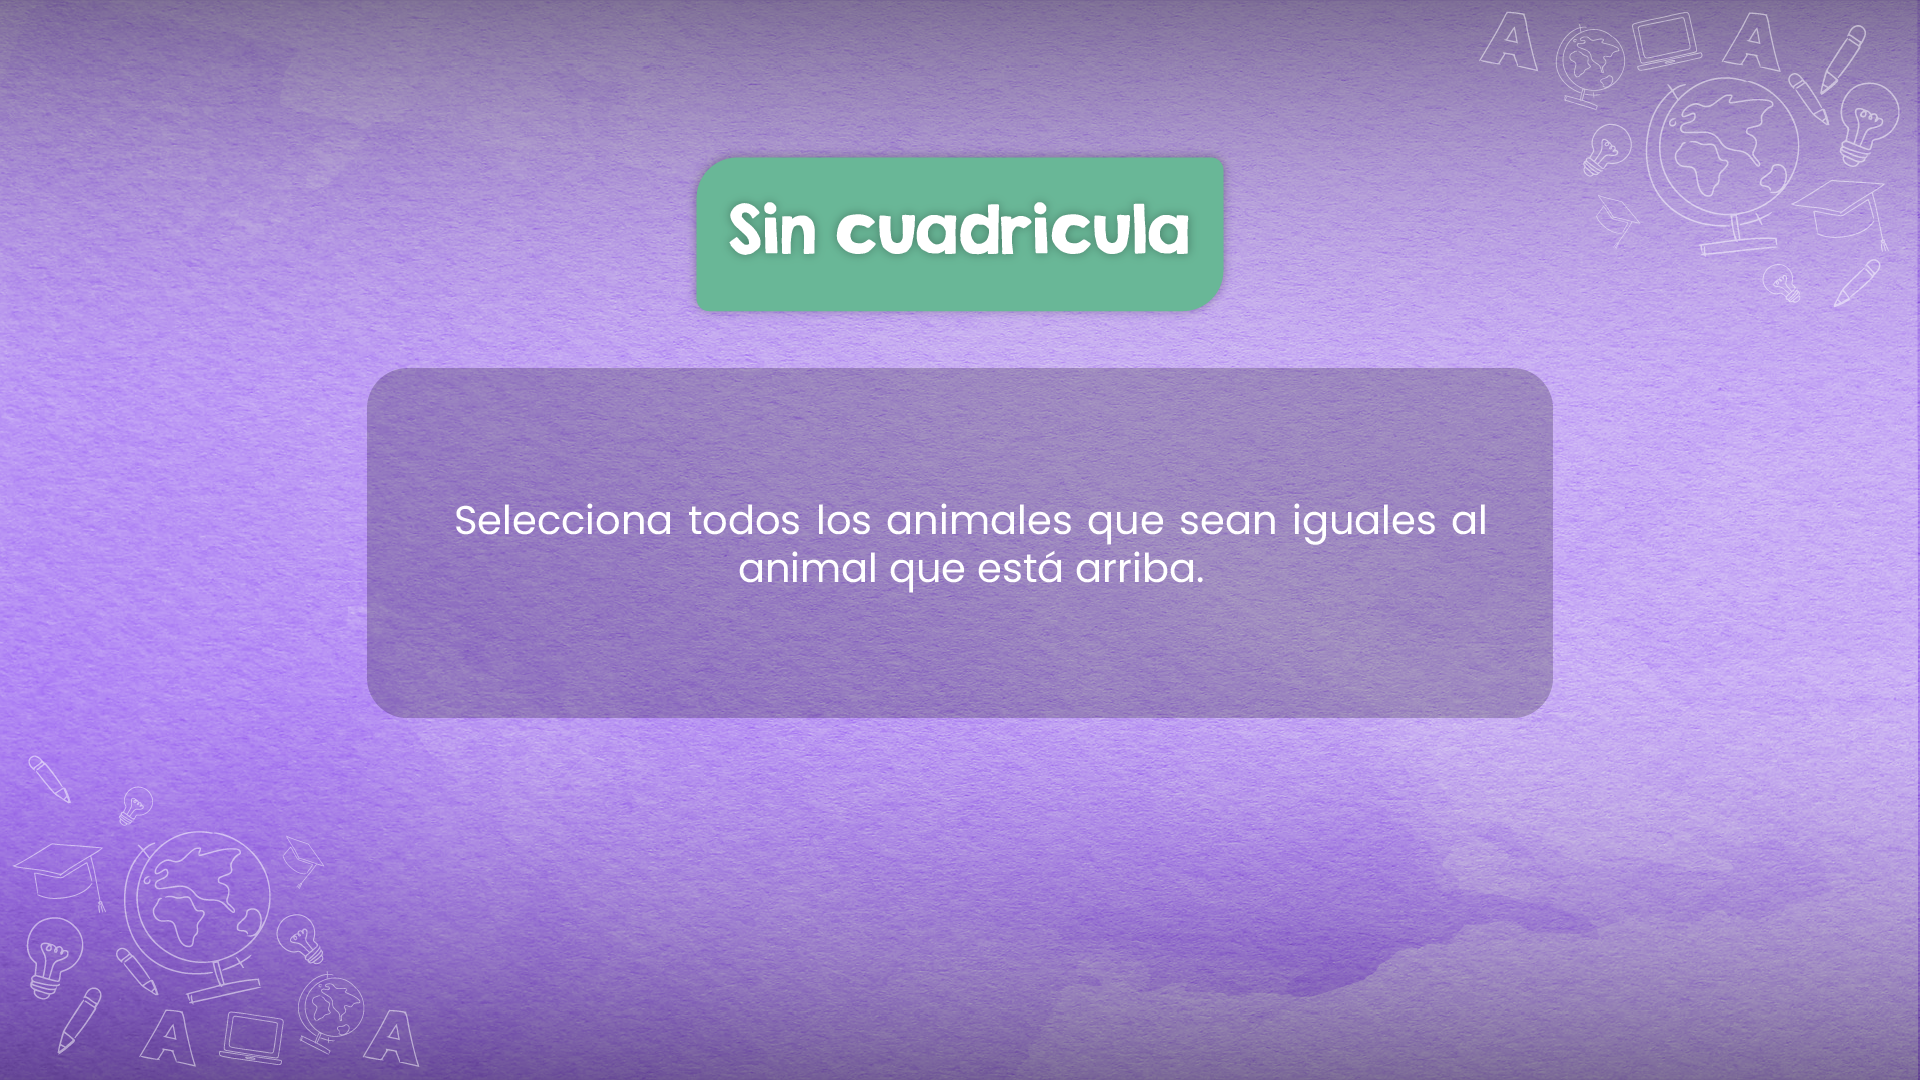 Sin cuadricula
Selecciona todos los animales que sean iguales al
animal que está arriba.